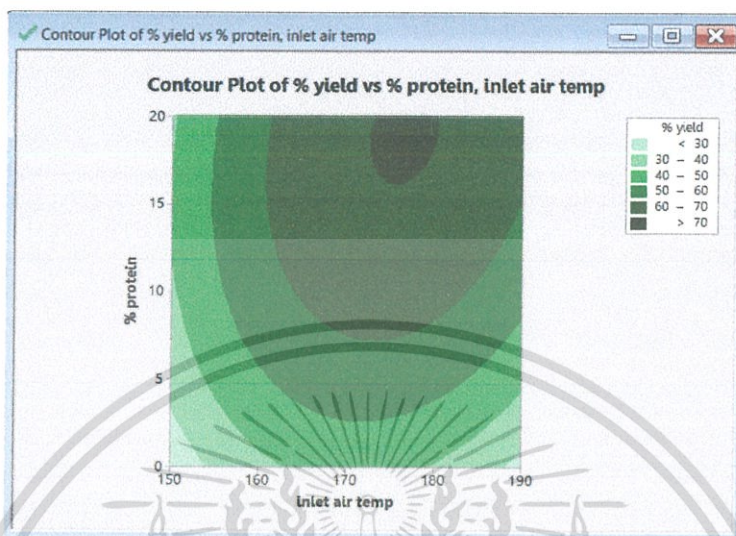 Contour Plot of % yield vs % protein, inlet air temp
Contour Plot of % yield vs % protein, inlet air temp
20
15
10
5
0
% protein
150 160 170 180 190
inlet air temp
% yield
< 30
30 – 40
40 – 50
50 – 60
60 – 70
> 70